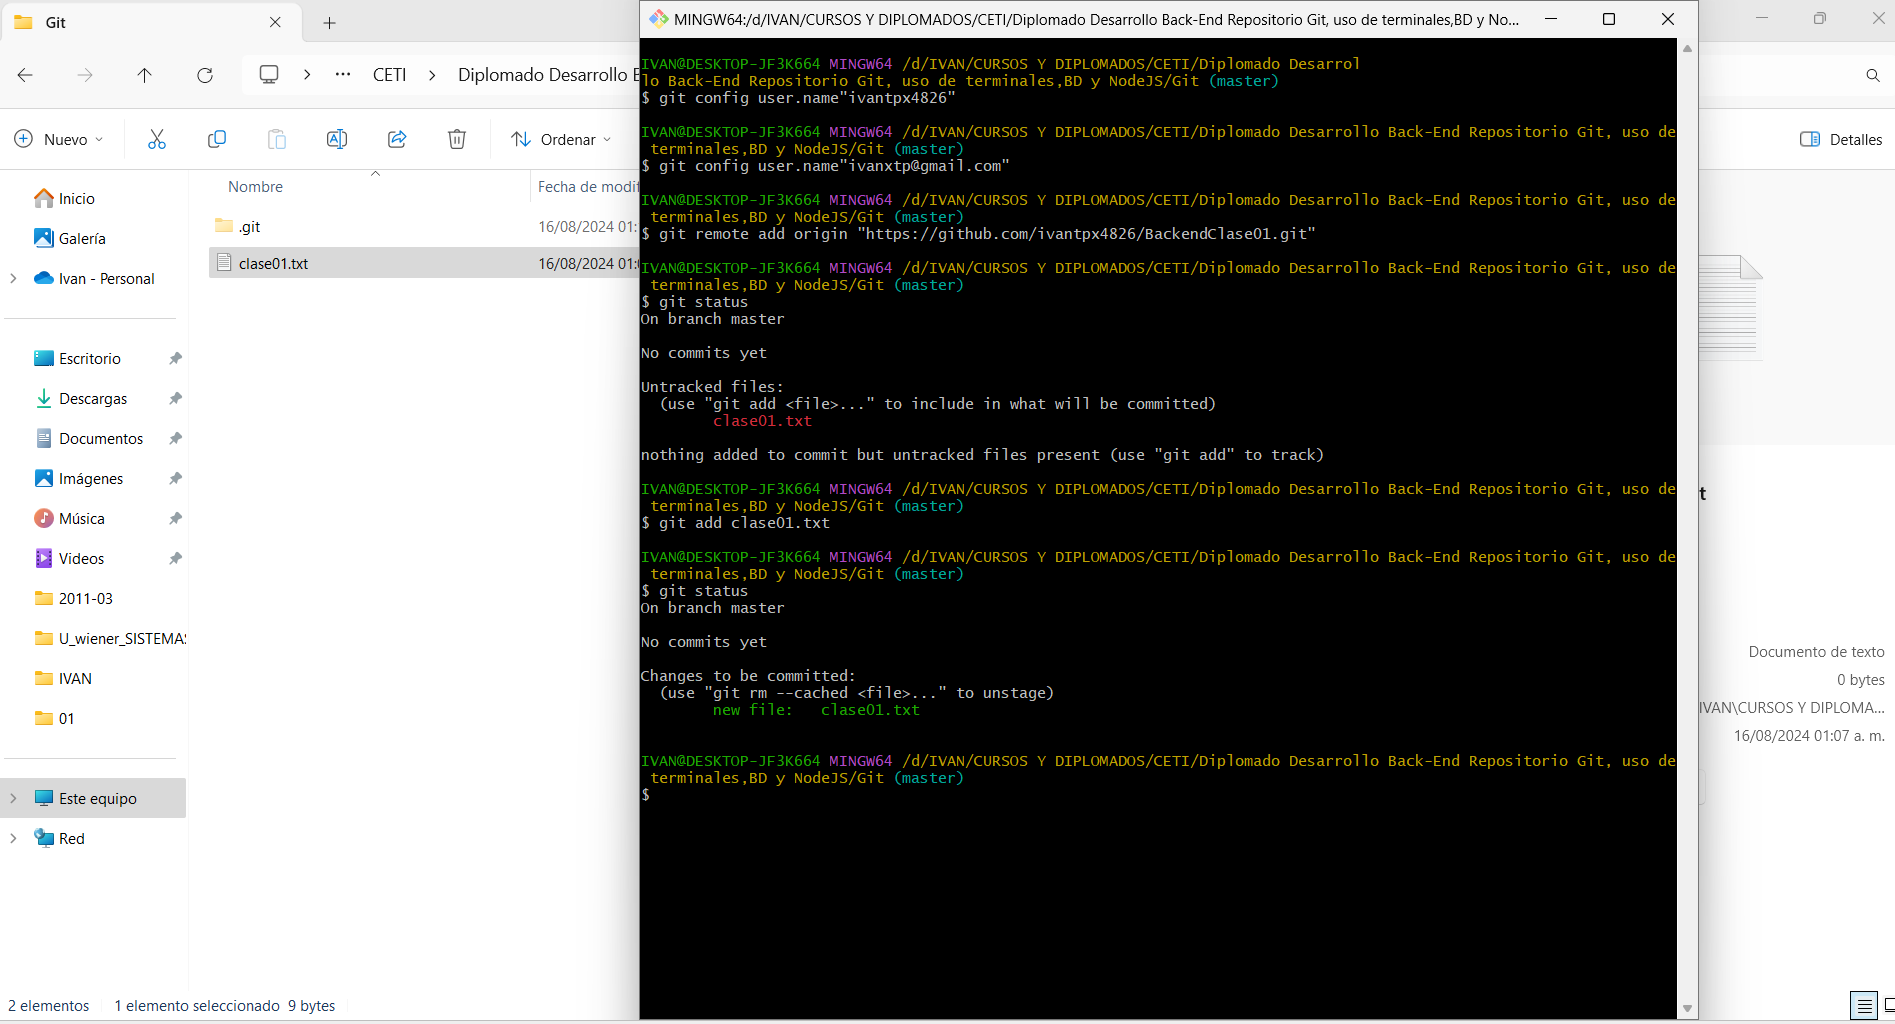 Git
CETI
Diplomado Desarrollo B
Nuevo
Ordenar
Detalles
Nombre
Fecha de modif
.git
16/08/2024 01:
clase01.txt
16/08/2024 01:
Inicio
Galería
Ivan - Personal
Escritorio
Descargas
Documentos
Imágenes
Música
Videos
2011-03
U_wiener_SISTEMAS
IVAN
01
Este equipo
Red
2 elementos
1 elemento seleccionado 9 bytes
MINGW64:/d/IVAN/CURSOS Y DIPLOMADOS/CETI/Diplomado Desarrollo Back-End Repositorio Git, uso de terminales,BD y No...
IVAN@DESKTOP-JF3K664 MINGW64 /d/IVAN/CURSOS Y DIPLOMADOS/CETI/Diplomado Desarrol
lo Back-End Repositorio Git, uso de terminales,BD y NodeJS/Git (master)
$ git config user.name"ivantpx4826"
IVAN@DESKTOP-JF3K664 MINGW64 /d/IVAN/CURSOS Y DIPLOMADOS/CETI/Diplomado Desarrollo Back-End Repositorio Git, uso de
terminales,BD y NodeJS/Git (master)
$ git config user.name"ivanxtp@gmail.com"
IVAN@DESKTOP-JF3K664 MINGW64 /d/IVAN/CURSOS Y DIPLOMADOS/CETI/Diplomado Desarrollo Back-End Repositorio Git, uso de
terminales,BD y NodeJS/Git (master)
$ git remote add origin "https://github.com/ivantpx4826/BackendClase01.git"
IVAN@DESKTOP-JF3K664 MINGW64 /d/IVAN/CURSOS Y DIPLOMADOS/CETI/Diplomado Desarrollo Back-End Repositorio Git, uso de
terminales,BD y NodeJS/Git (master)
$ git status
On branch master
No commits yet
Untracked files:
(use "git add <file>..." to include in what will be committed)
clase01.txt
nothing added to commit but untracked files present (use "git add" to track)
IVAN@DESKTOP-JF3K664 MINGW64 /d/IVAN/CURSOS Y DIPLOMADOS/CETI/Diplomado Desarrollo Back-End Repositorio Git, uso de
terminales,BD y NodeJS/Git (master)
$ git add clase01.txt
IVAN@DESKTOP-JF3K664 MINGW64 /d/IVAN/CURSOS Y DIPLOMADOS/CETI/Diplomado Desarrollo Back-End Repositorio Git, uso de
terminales,BD y NodeJS/Git (master)
$ git status
On branch master
No commits yet
Changes to be committed:
(use "git rm --cached <file>..." to unstage)
new file: clase01.txt
IVAN@DESKTOP-JF3K664 MINGW64 /d/IVAN/CURSOS Y DIPLOMADOS/CETI/Diplomado Desarrollo Back-End Repositorio Git, uso de
terminales,BD y NodeJS/Git (master)
$
t
Documento de texto
0 bytes
IVAN\CURSOS Y DIPLOMA...
16/08/2024 01:07 a. m.